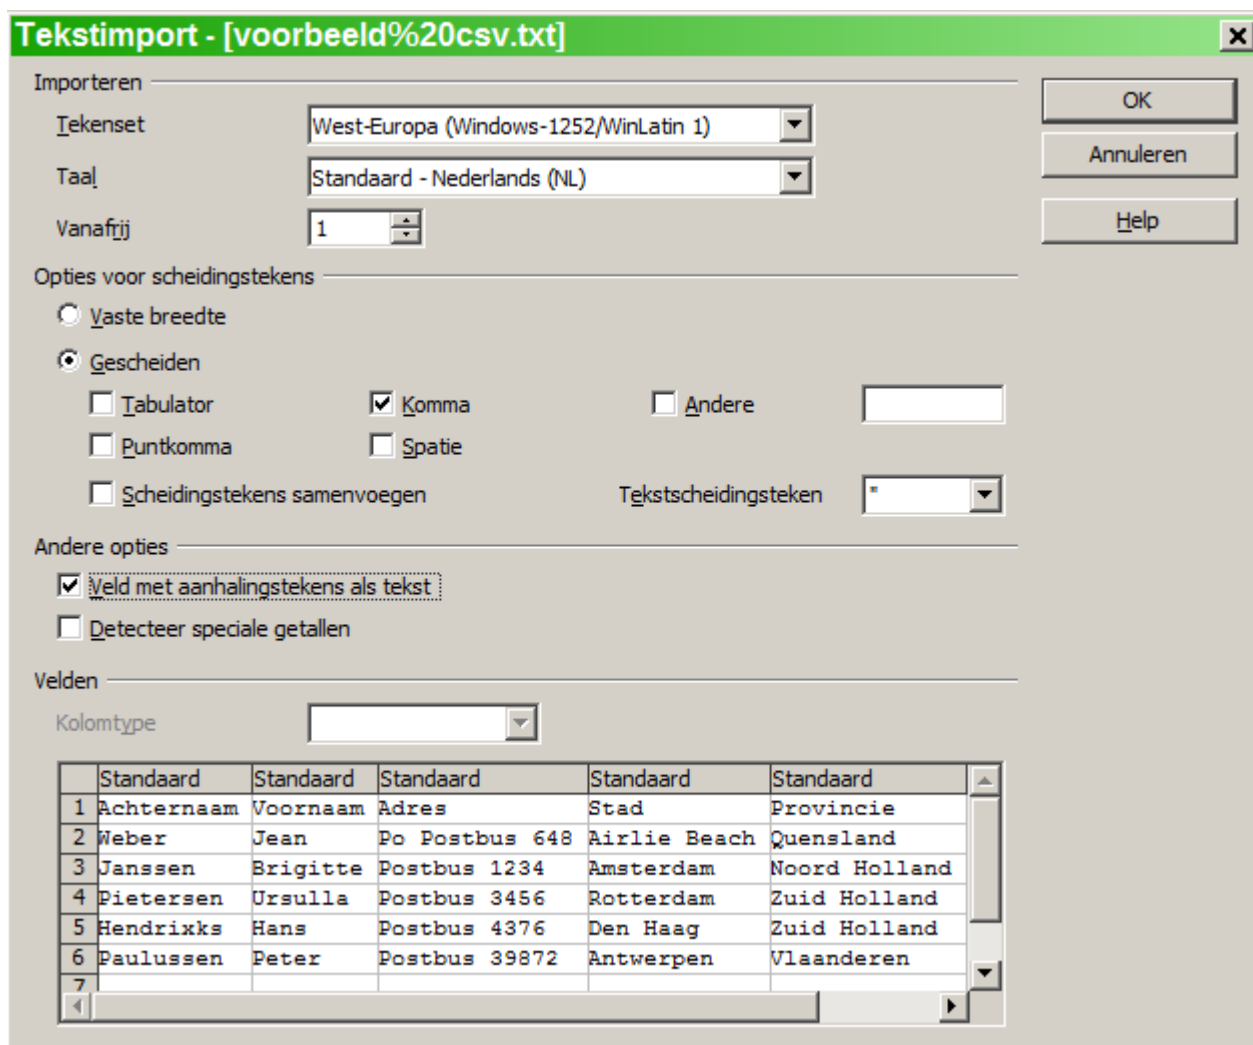 Tekstimport - [voorbeeld%20csv.txt]
Importeren
OK
Tekenset West-Europa (Windows-1252/WinLatin 1)
Annuleren
Taal Standaard - Nederlands (NL)
Vanafrij 1
Help
Opties voor scheidingstekens
Vaste breedte
Gescheiden
Tabulator Komma Andere
Puntkomma Spatie
Scheidingstekens samenvoegen Tekstscheidingsteken "
Andere opties
Veld met aanhalingstekens als tekst
Detecteer speciale getallen
Velden
Kolomtype
Standaard Standaard Standaard Standaard Standaard
1 Achternaam Voornaam Adres Stad Provincie
2 Weber Jean Po Postbus 648 Airlie Beach Quensland
3 Janssen Brigitte Postbus 1234 Amsterdam Noord Holland
4 Pietersen Ursulla Postbus 3456 Rotterdam Zuid Holland
5 Hendrixks Hans Postbus 4376 Den Haag Zuid Holland
6 Paulussen Peter Postbus 39872 Antwerpen Vlaanderen
7